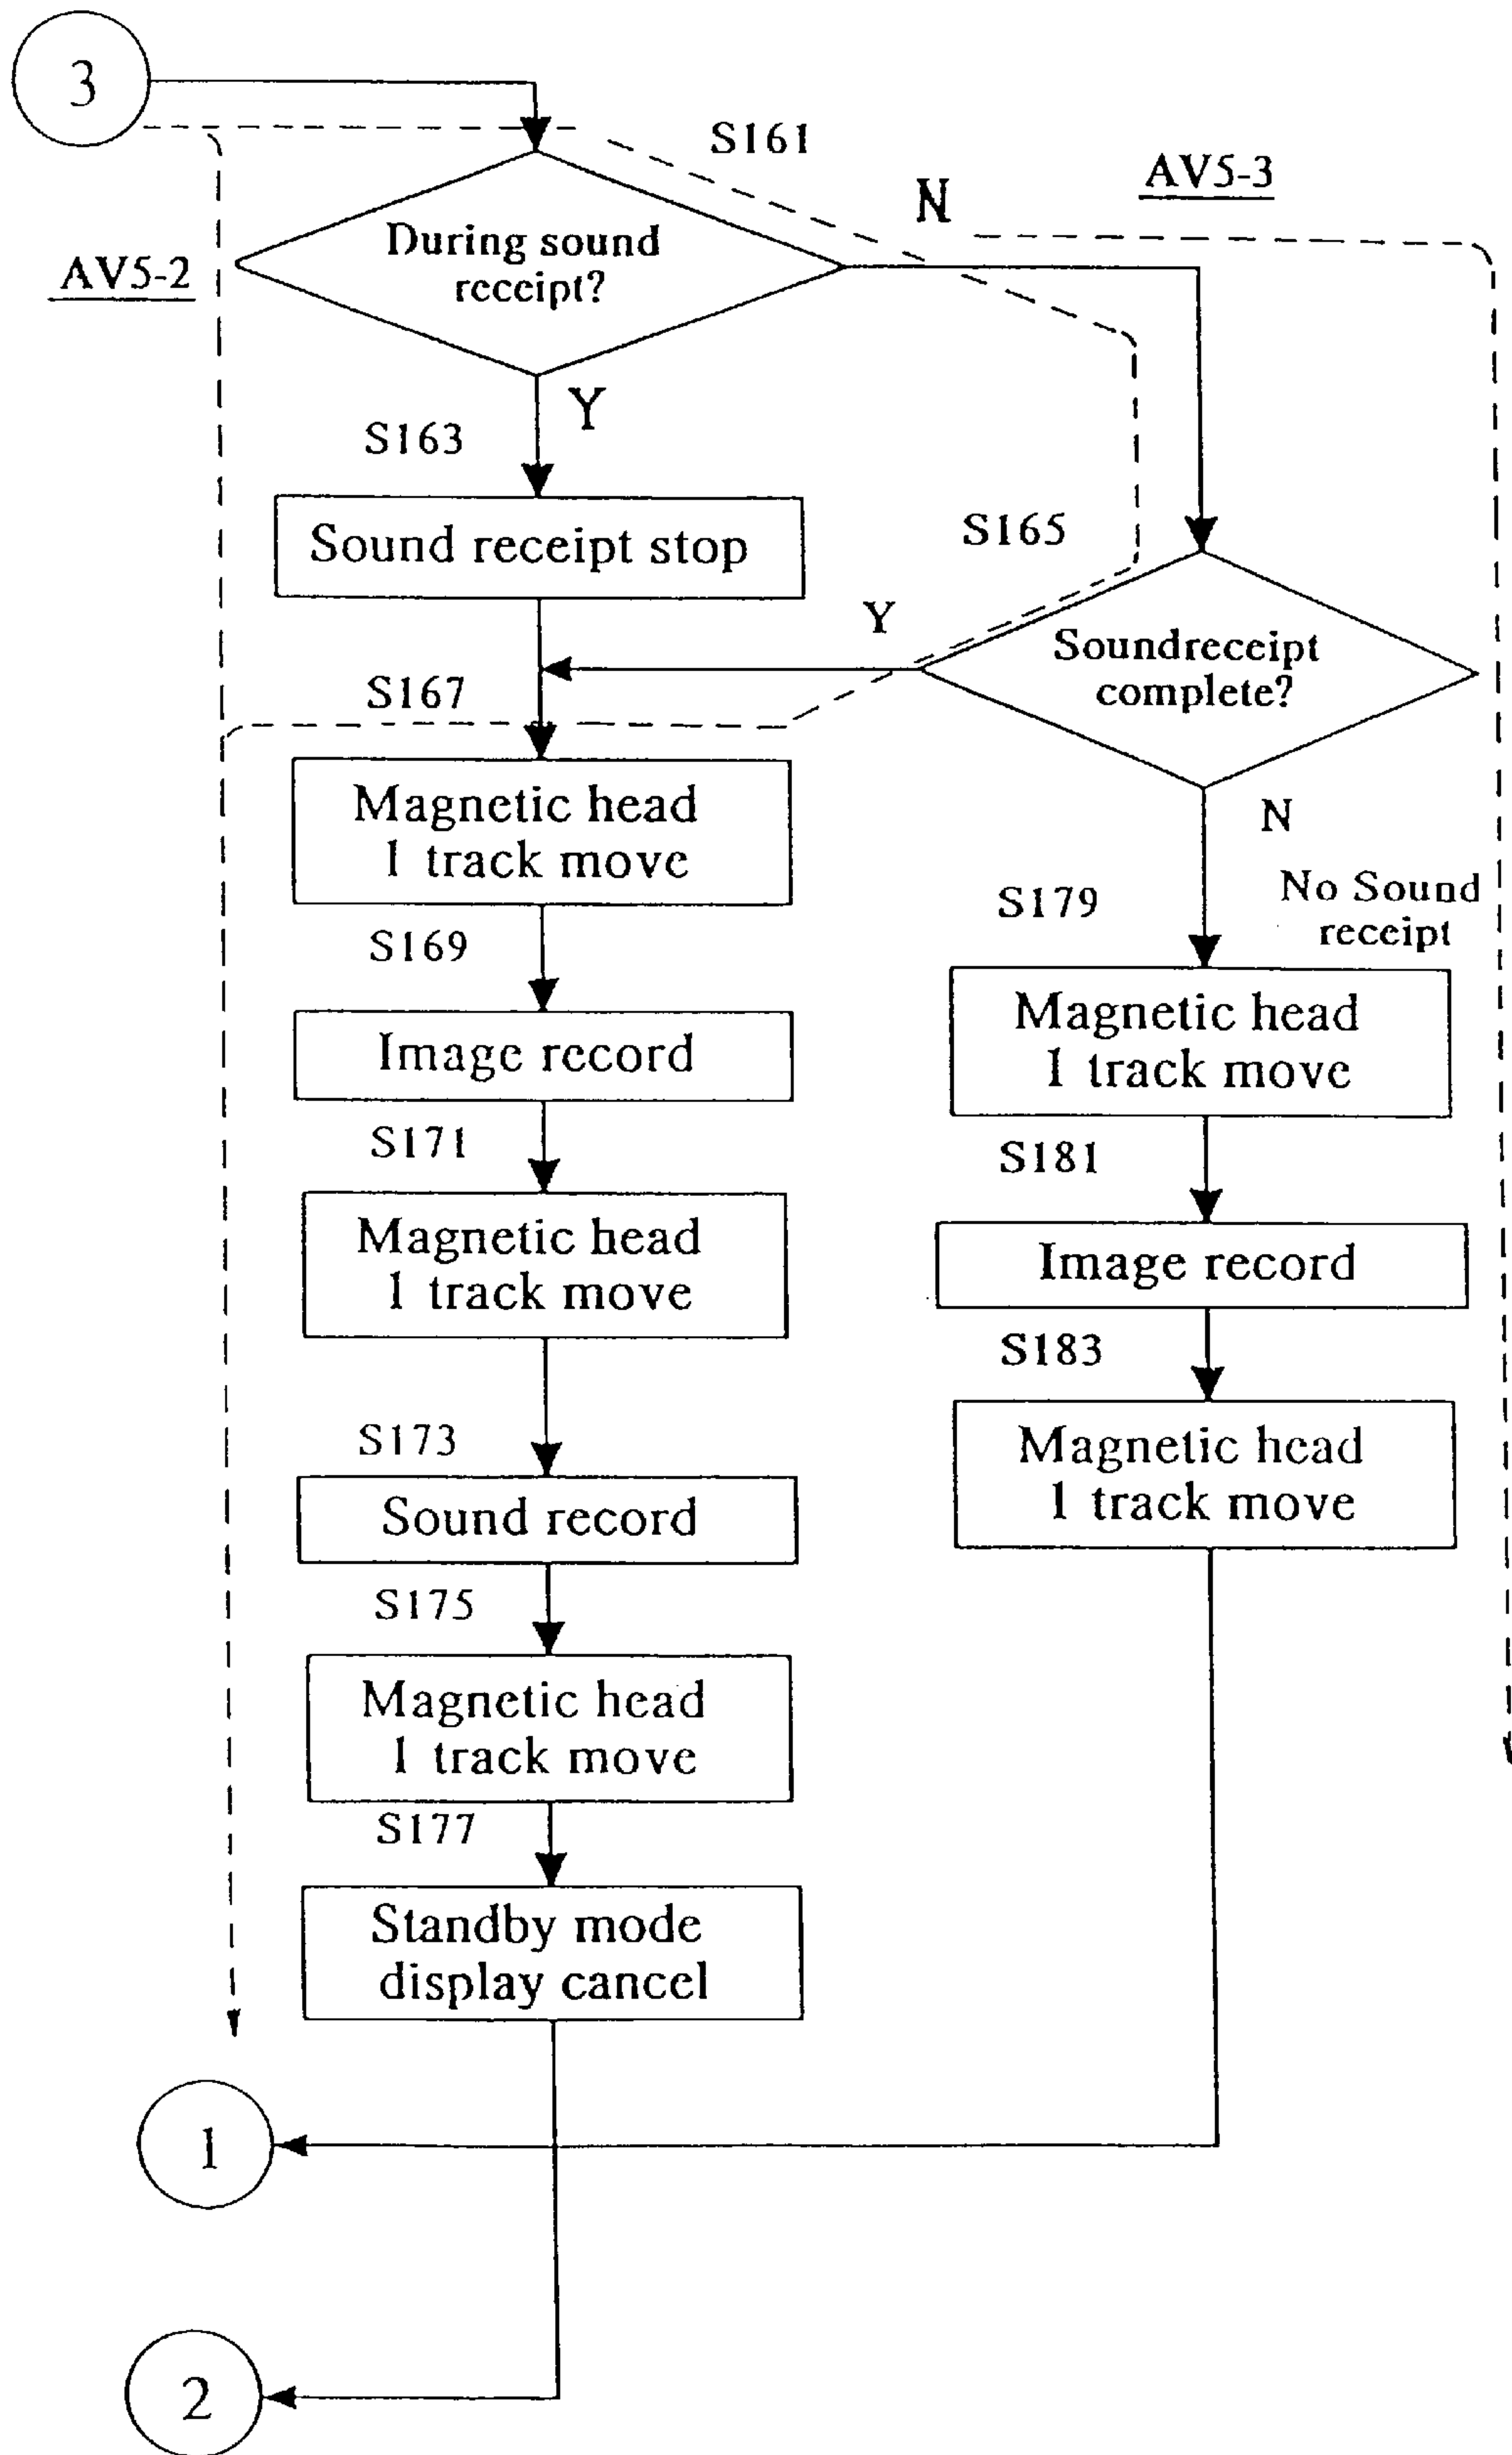 3
S161
N
AV5-3
During sound
receipt?
AV5-2
Y
S163
Sound receipt stop
S165
Y
Soundreceipt
complete?
S167
Magnetic head
1 track move
N
S179
No Sound
receipt
S169
Magnetic head
1 track move
Image record
S171
S181
Magnetic head
1 track move
Image record
S183
S173
Magnetic head
1 track move
Sound record
S175
Magnetic head
1 track move
S177
Standby mode
display cancel
1
2